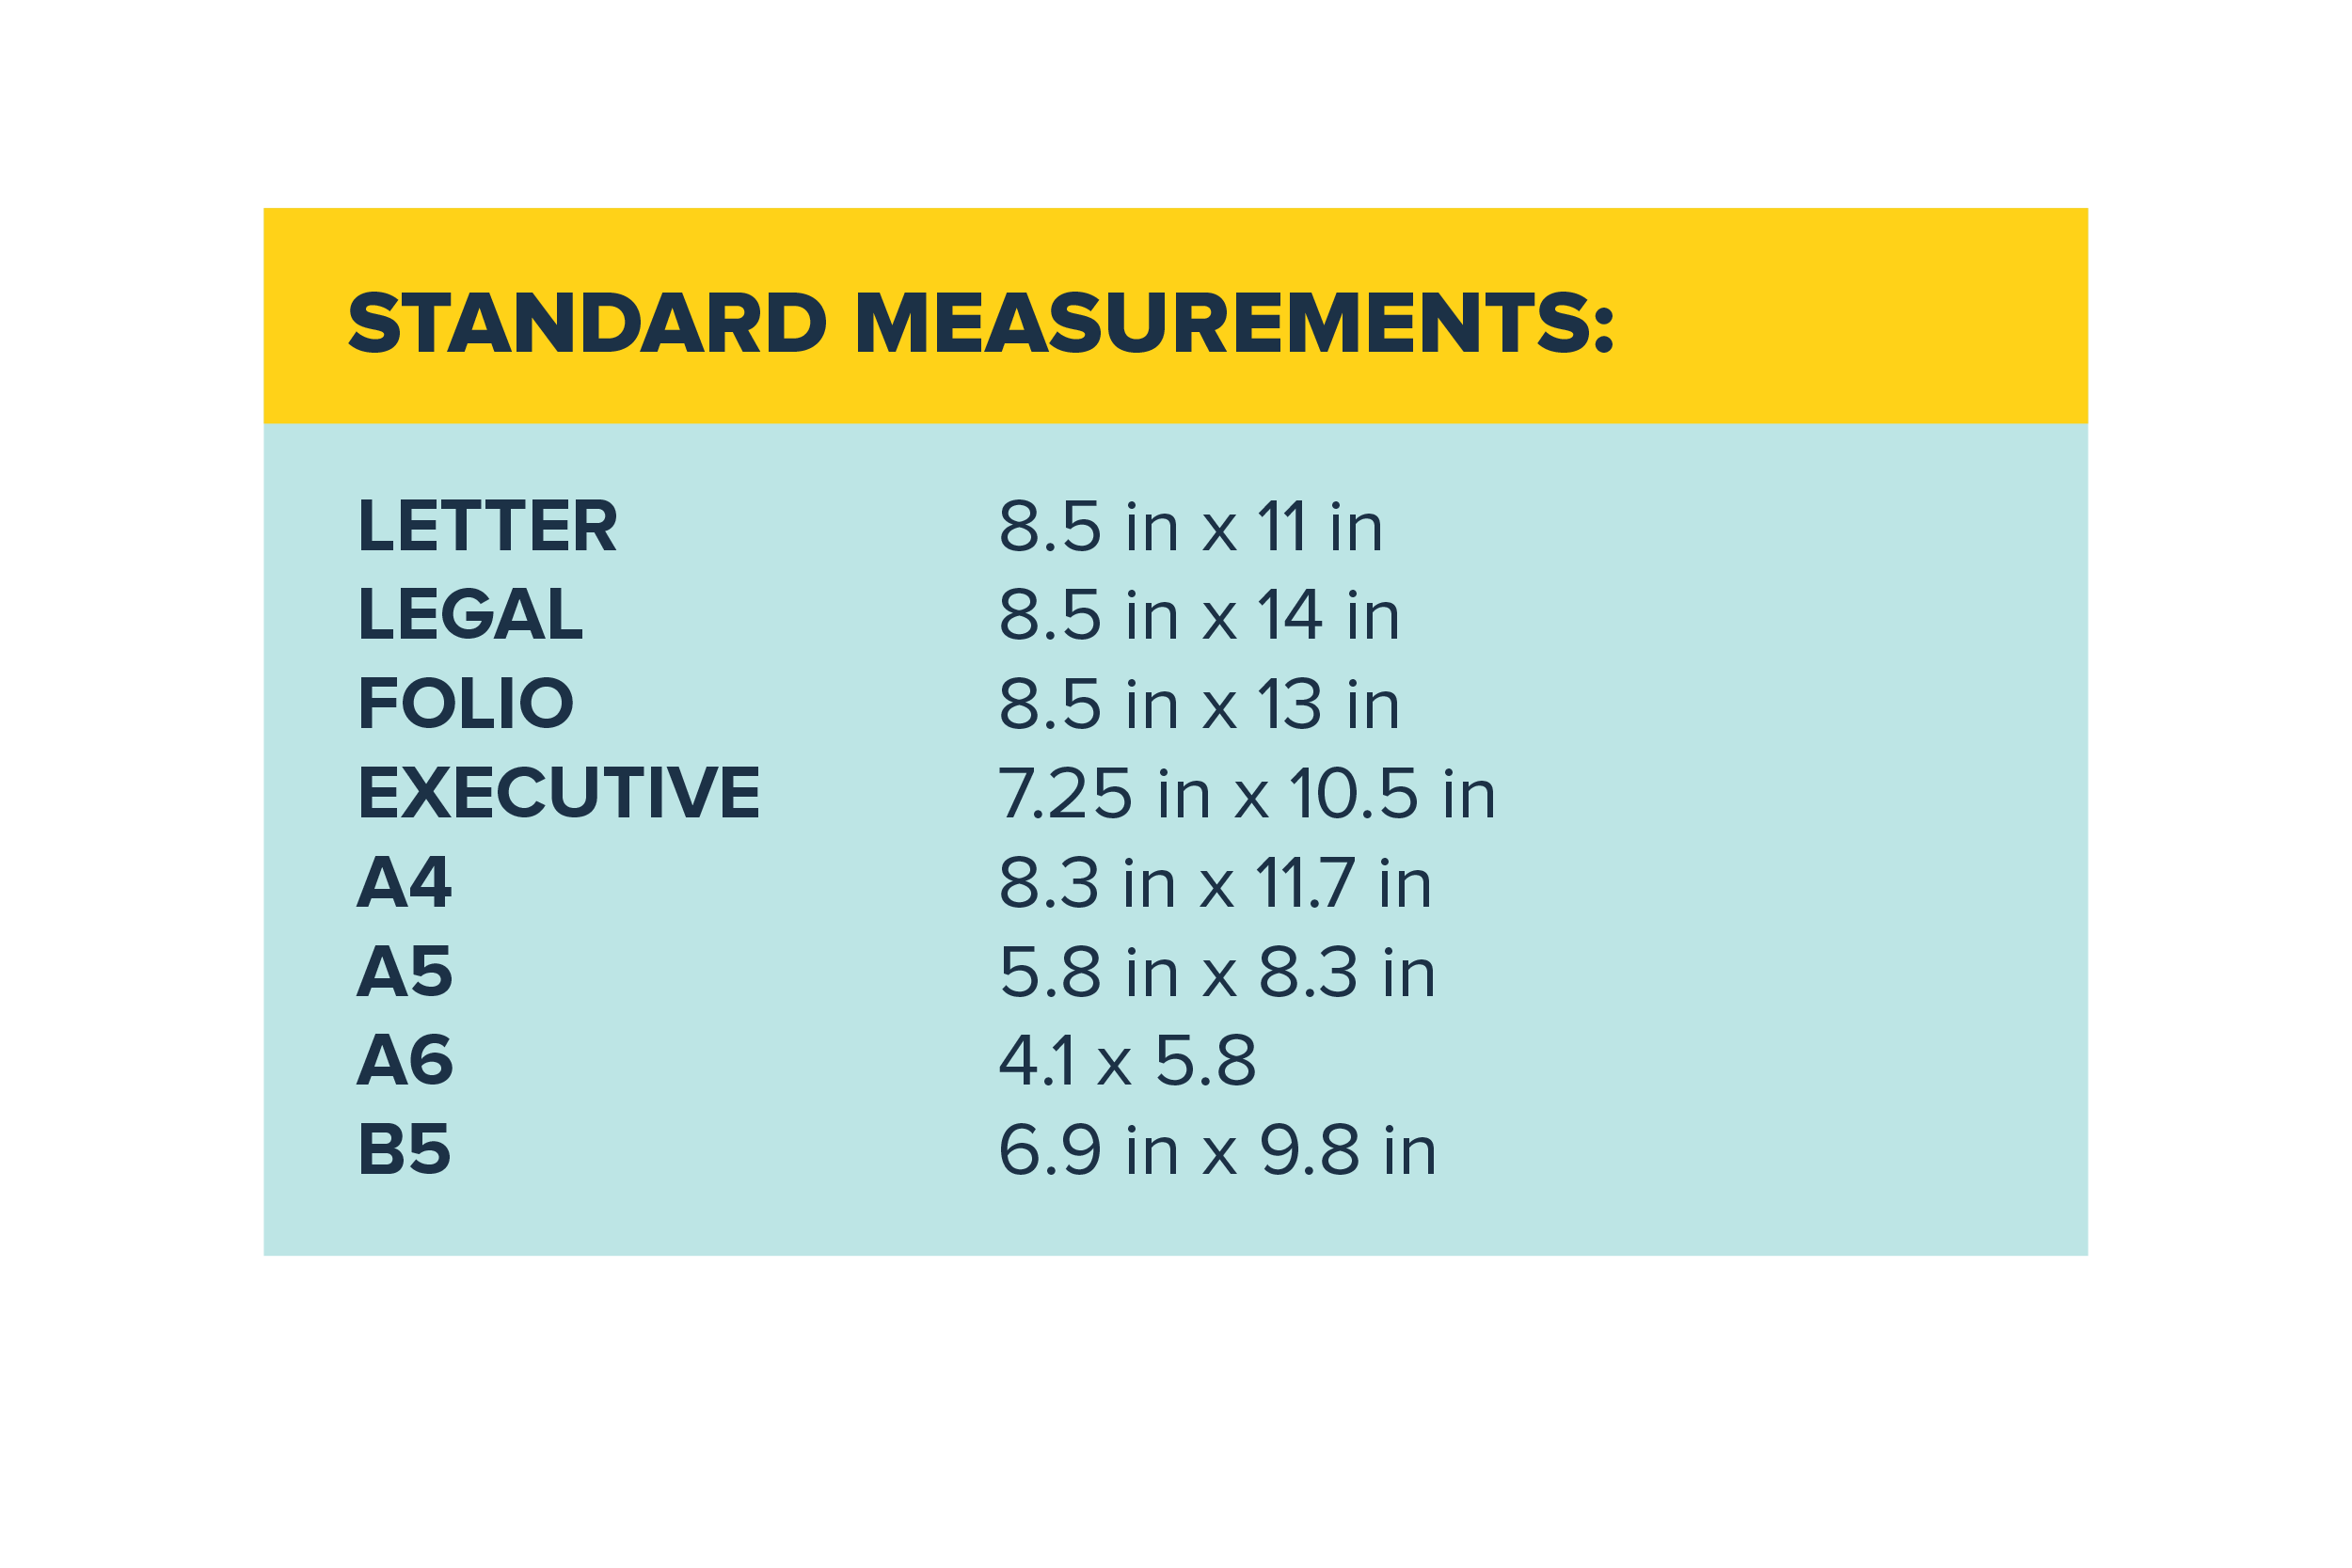 STANDARD MEASUREMENTS:
LETTER 8.5 in x 11 in
LEGAL 8.5 in x 14 in
FOLIO 8.5 in x 13 in
EXECUTIVE 7.25 in x 10.5 in
A4 8.3 in x 11.7 in
A5 5.8 in x 8.3 in
A6 4.1 x 5.8
B5 6.9 in x 9.8 in